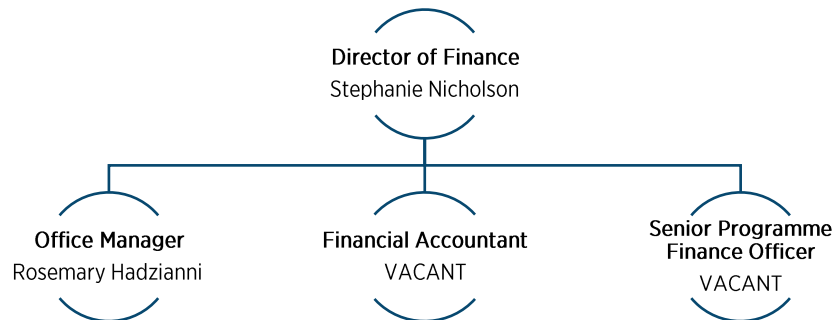 Director of Finance
Stephanie Nicholson
Office Manager
Rosemary Hadzianni
Financial Accountant
VACANT
Senior Programme
Finance Officer
VACANT